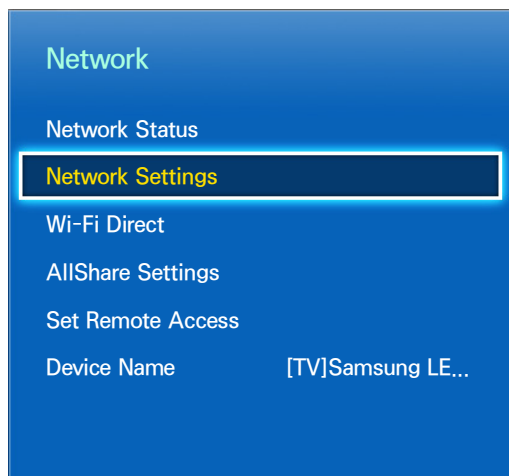 Network
Network Status
Network Settings
Wi-Fi Direct
AllShare Settings
Set Remote Access
Device Name [TV]Samsung LE...